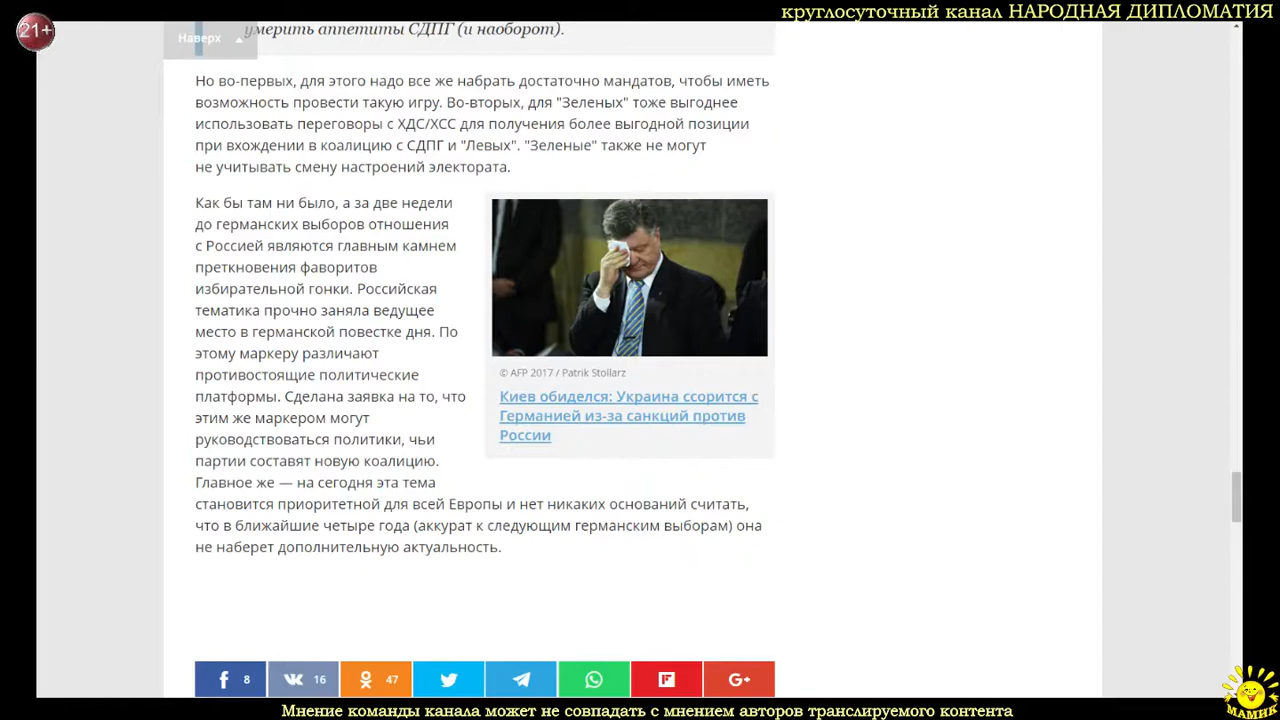 21+
круглосуточный канал НАРОДНАЯ ДИПЛОМАТИЯ
умерить аппетиты СДПГ (и наоборот).
Наверх
Но во-первых, для этого надо все же набрать достаточно мандатов, чтобы иметь
возможность провести такую игру. Во-вторых, для "Зеленых" тоже выгоднее
использовать переговоры с ХДС/ХСС для получения более выгодной позиции
при вхождении в коалицию с СДПГ и "Левых". "Зеленые" также не могут
не учитывать смену настроений электората.
Как бы там ни было, а за две недели
до германских выборов отношения
с Россией являются главным камнем
преткновения фаворитов
избирательной гонки. Российская
тематика прочно заняла ведущее
место в германской повестке дня. По
этому маркеру различают
противостоящие политические
платформы. Сделана заявка на то, что
этим же маркером могут
руководствоваться политики, чьи
партии составят новую коалицию.
Главное же — на сегодня эта тема
становится приоритетной для всей Европы и нет никаких оснований считать,
что в ближайшие четыре года (аккурат к следующим германским выборам) она
не наберет дополнительную актуальность.
© AFP 2017 / Patrik Stollarz
Киев обиделся: Украина ссорится с
Германией из-за санкций против
России
8
16
47
G+
МАМИК
Мнение команды канала может не совпадать с мнением авторов транслируемого контента